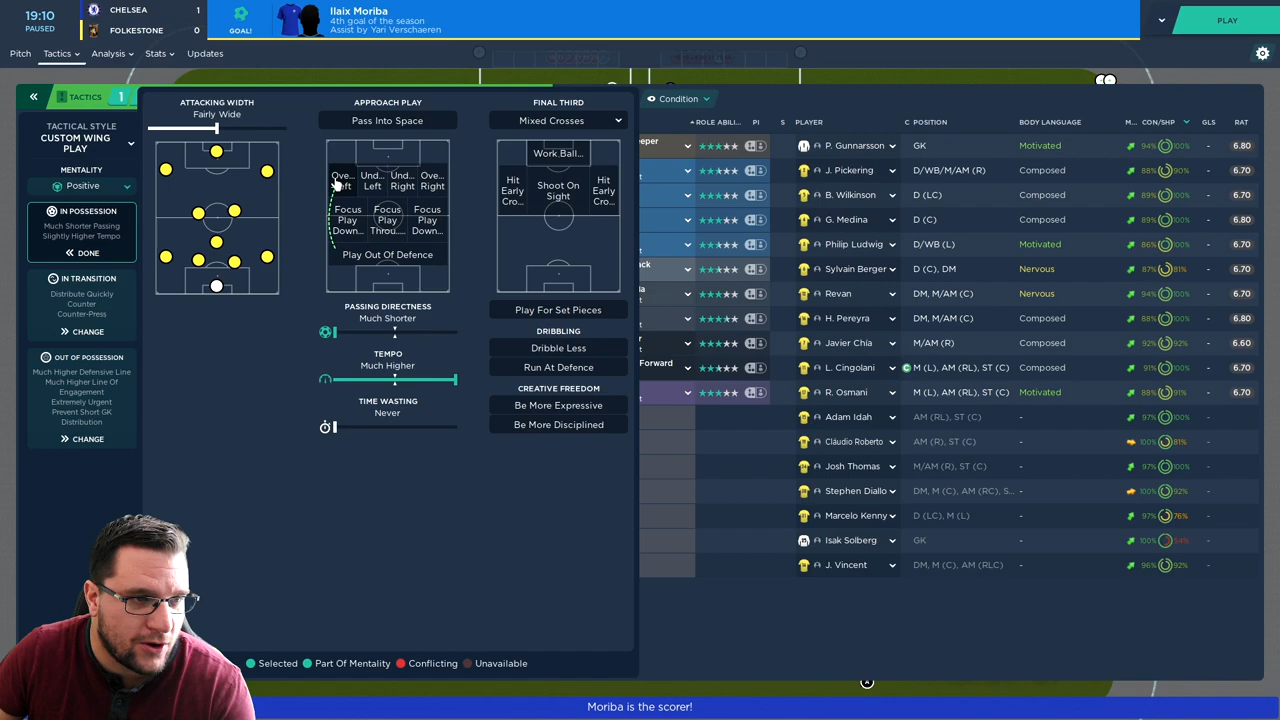 19:10
PAUSED
CHELSEA 1
FOLKESTONE 0
GOAL!
Ilaix Moriba
4th goal of the season
Assist by Yari Verschaeren
PLAY
Pitch Tactics Analysis Stats Updates
TACTICS 1
TACTICAL STYLE
CUSTOM WING
PLAY
MENTALITY
Positive
IN POSSESSION
Much Shorter Passing
Slightly Higher Tempo
DONE
IN TRANSITION
Distribute Quickly
Counter
Counter-Press
CHANGE
OUT OF POSSESSION
Much Higher Defensive Line
Much Higher Line Of
Engagement
Extremely Urgent
Prevent Short GK
Distribution
CHANGE
ATTACKING WIDTH
Fairly Wide
APPROACH PLAY
Pass Into Space
Ove... Left
Und... Left
Und... Right
Ove... Right
Focus Play Down...
Focus Play Throu...
Focus Play Down...
Play Out Of Defence
PASSING DIRECTNESS
Much Shorter
TEMPO
Much Higher
TIME WASTING
Never
FINAL THIRD
Mixed Crosses
Work Ball...
Hit Early Cro...
Shoot On Sight
Hit Early Cro...
Play For Set Pieces
DRIBBLING
Dribble Less
Run At Defence
CREATIVE FREEDOM
Be More Expressive
Be More Disciplined
Selected Part Of Mentality Conflicting Unavailable
Condition
ROLE ABILI... PI S PLAYER C POSITION BODY LANGUAGE M... CON/SHP GLS RAT
eeper P. Gunnarsson GK Motivated 94% 100% - 6.80
J. Pickering D/WB/M/AM (R) Composed 88% 90% - 6.70
B. Wilkinson D (LC) Composed 89% 100% - 6.70
G. Medina D (C) Composed 89% 100% - 6.80
Philip Ludwig D/WB (L) Motivated 86% 100% - 6.70
ack Sylvain Berger D (C), DM Nervous 87% 81% - 6.70
la Revan DM, M/AM (C) Nervous 94% 100% - 6.70
H. Pereyra DM, M/AM (C) Composed 88% 100% - 6.80
r Javier Chía M/AM (R) Composed 92% 92% - 6.60
Forward L. Cingolani C M (L), AM (RL), ST (C) Composed 91% 100% - 6.70
R. Osmani M (L), AM (RL), ST (C) Motivated 88% 91% - 6.70
Adam Idah AM (RL), ST (C) - 97% 100% -
Cláudio Roberto AM (R), ST (C) - 100% 81% -
Josh Thomas M/AM (R), ST (C) - 97% 100% -
Stephen Diallo DM, M (C), AM (RC), S... - 100% 92% -
Marcelo Kenny D (LC), M (L) - 97% 76% -
Isak Solberg GK - 100% 54% -
J. Vincent DM, M (C), AM (RLC) - 96% 92% -
Moriba is the scorer!